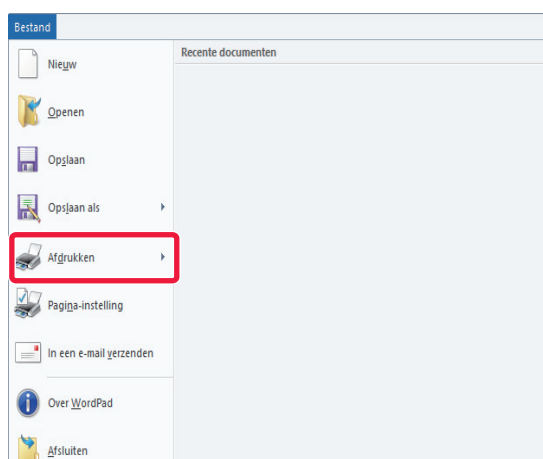 Bestand
Recente documenten
Nieuw
Openen
Opslaan
Opslaan als
Afdrukken
Pagina-instelling
In een e-mail verzenden
Over WordPad
Afsluiten